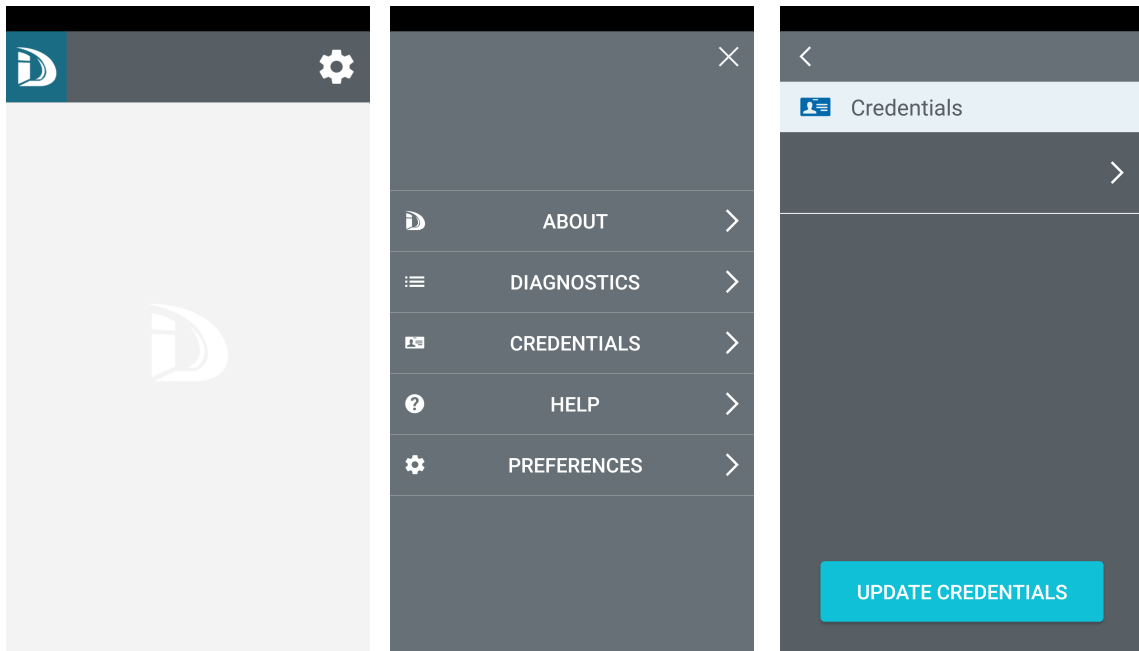 ABOUT
DIAGNOSTICS
CREDENTIALS
HELP
PREFERENCES
Credentials
UPDATE CREDENTIALS